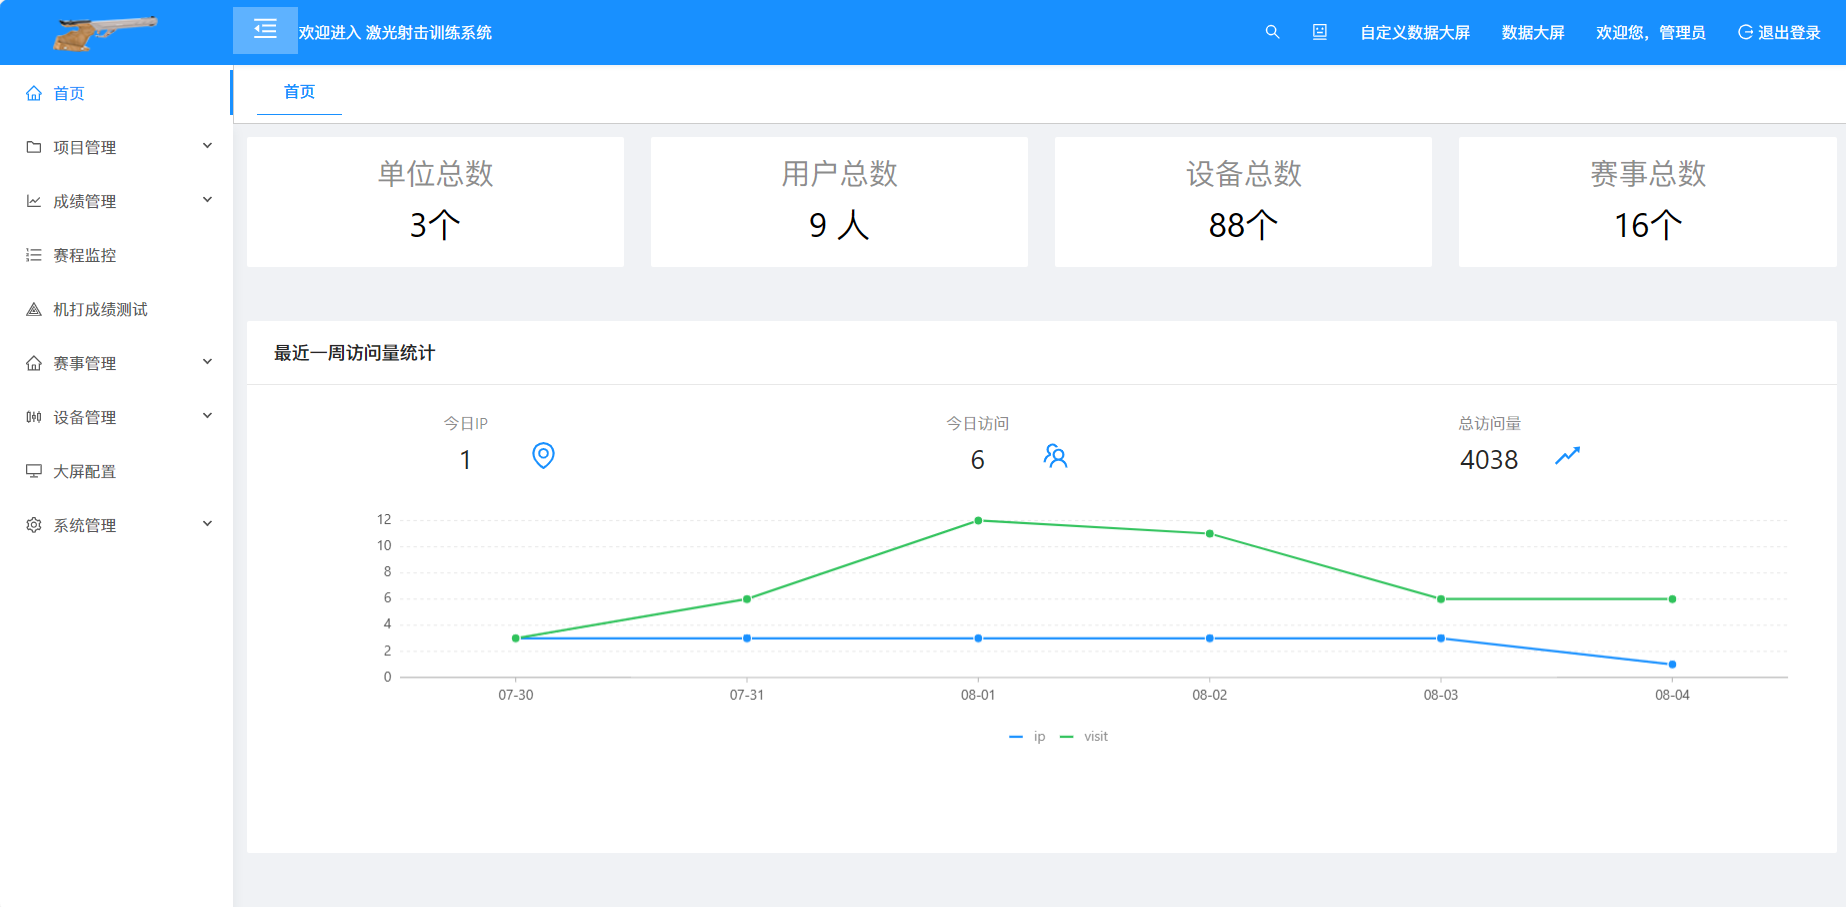 欢迎进入 激光射击训练系统
自定义数据大屏
数据大屏
欢迎您，管理员
退出登录
首页
项目管理
成绩管理
赛程监控
机打成绩测试
赛事管理
设备管理
大屏配置
系统管理
首页
单位总数
3个
用户总数
9 人
设备总数
88个
赛事总数
16个
最近一周访问量统计
今日IP
1
今日访问
6
总访问量
4038
12
10
8
6
4
2
0
07-30
07-31
08-01
08-02
08-03
08-04
ip
visit